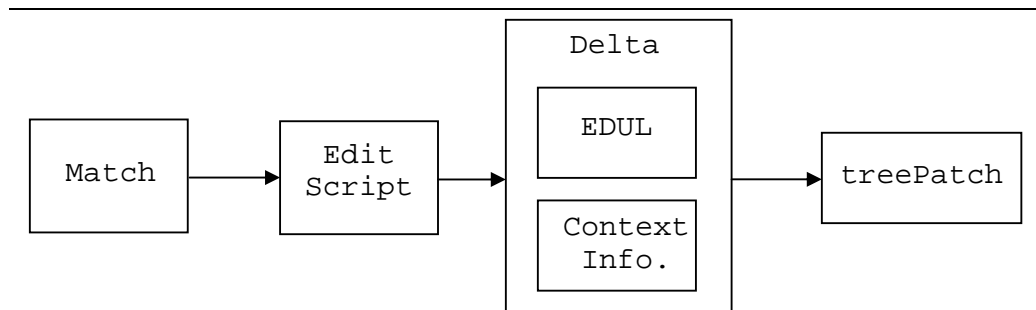 Match
Edit
Script
Delta
EDUL
Context
Info.
treePatch